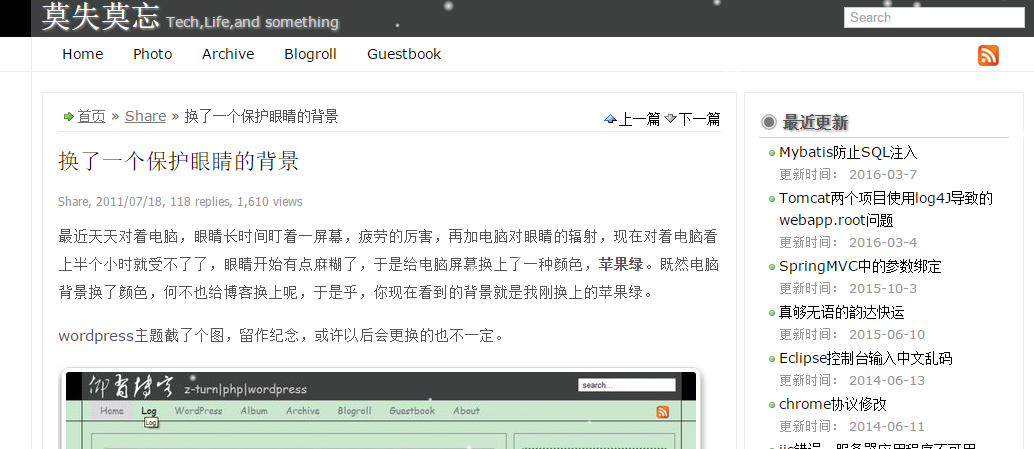 莫失莫忘 Tech,Life,and something
Search
Home Photo Archive Blogroll Guestbook
首页 » Share » 换了一个保护眼睛的背景
上一篇 下一篇
换了一个保护眼睛的背景
Share, 2011/07/18, 118 replies, 1,610 views
最近天天对着电脑，眼睛长时间盯着一屏幕，疲劳的厉害，再加电脑对眼睛的辐射，现在对着电脑看
上半个小时就受不了了，眼睛开始有点麻糊了，于是给电脑屏幕换上了一种颜色，苹果绿。既然电脑
背景换了颜色，何不也给博客换上呢，于是乎，你现在看到的背景就是我刚换上的苹果绿。
wordpress主题截了个图，留作纪念，或许以后会更换的也不一定。
z-turn|php|wordpress
search...
Home Log WordPress Album Archive Blogroll Guestbook About
Log
最近更新
Mybatis防止SQL注入
更新时间： 2016-03-7
Tomcat两个项目使用log4J导致的
webapp.root问题
更新时间： 2016-03-4
SpringMVC中的参数绑定
更新时间： 2015-10-3
真够无语的韵达快运
更新时间： 2015-06-10
Eclipse控制台输入中文乱码
更新时间： 2014-06-13
chrome协议修改
更新时间： 2014-06-11